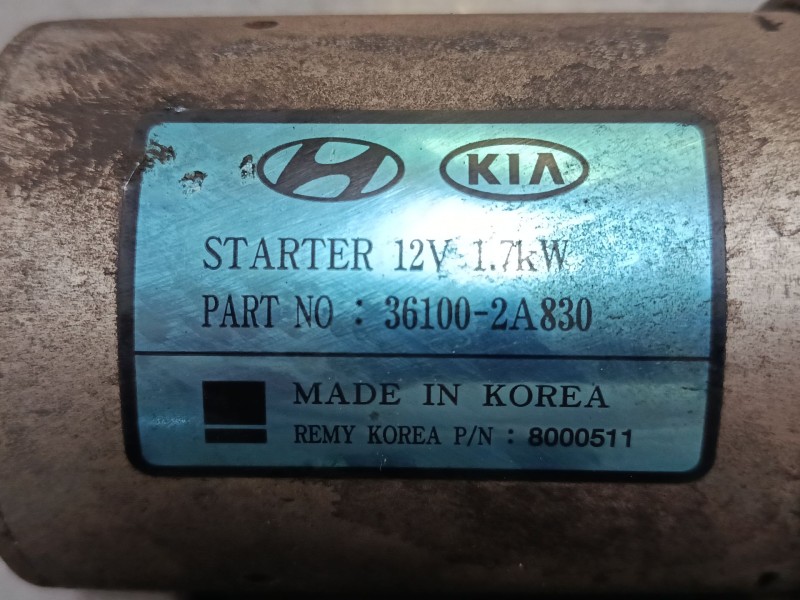 KIA
STARTER 12V 1.7kW
PART NO : 36100-2A830
MADE IN KOREA
REMY KOREA P/N : 8000511